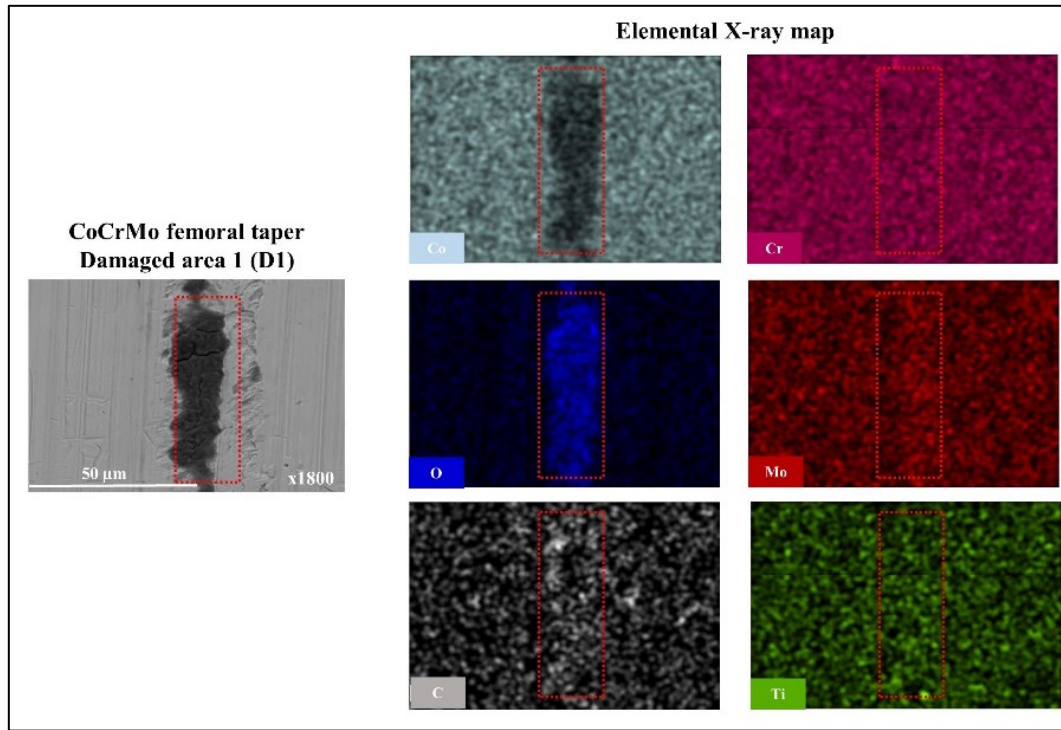 Elemental X-ray map
CoCrMo femoral taper
Damaged area 1 (D1)
50 µm
x1800
Co
Cr
O
Mo
C
Ti